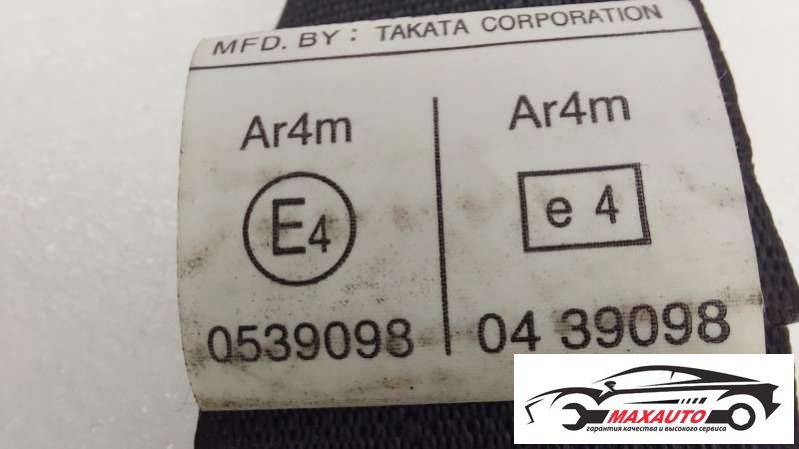 MFD. BY : TAKATA CORPORATION
Ar4m
E4
0539098
Ar4m
e 4
04 39098
MAXAUTO
гарантия качества и высокого сервиса